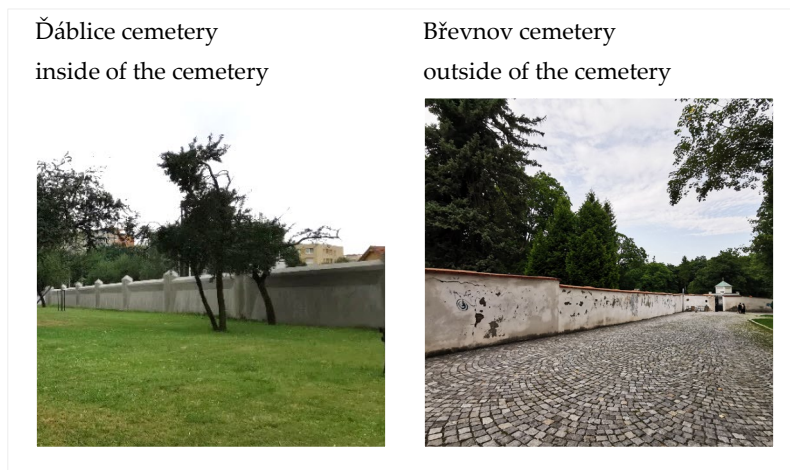 Ďáblice cemetery
inside of the cemetery
Břevnov cemetery
outside of the cemetery